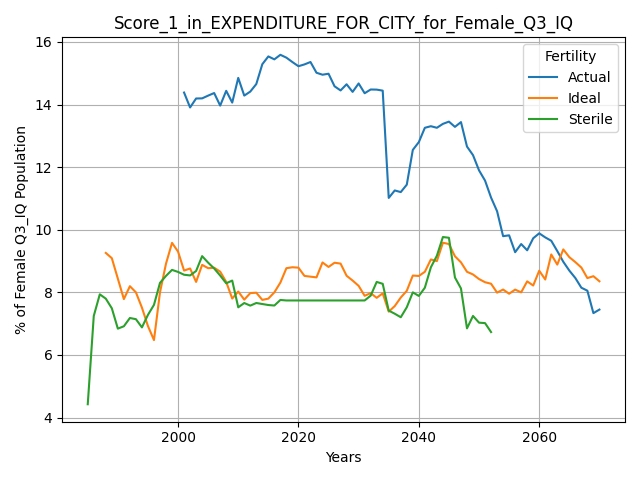 Score_1_in_EXPENDITURE_FOR_CITY_for_Female_Q3_IQ
% of Female Q3_IQ Population
16
14
12
10
8
6
4
Fertility
Actual
Ideal
Sterile
2000
2020
2040
2060
Years